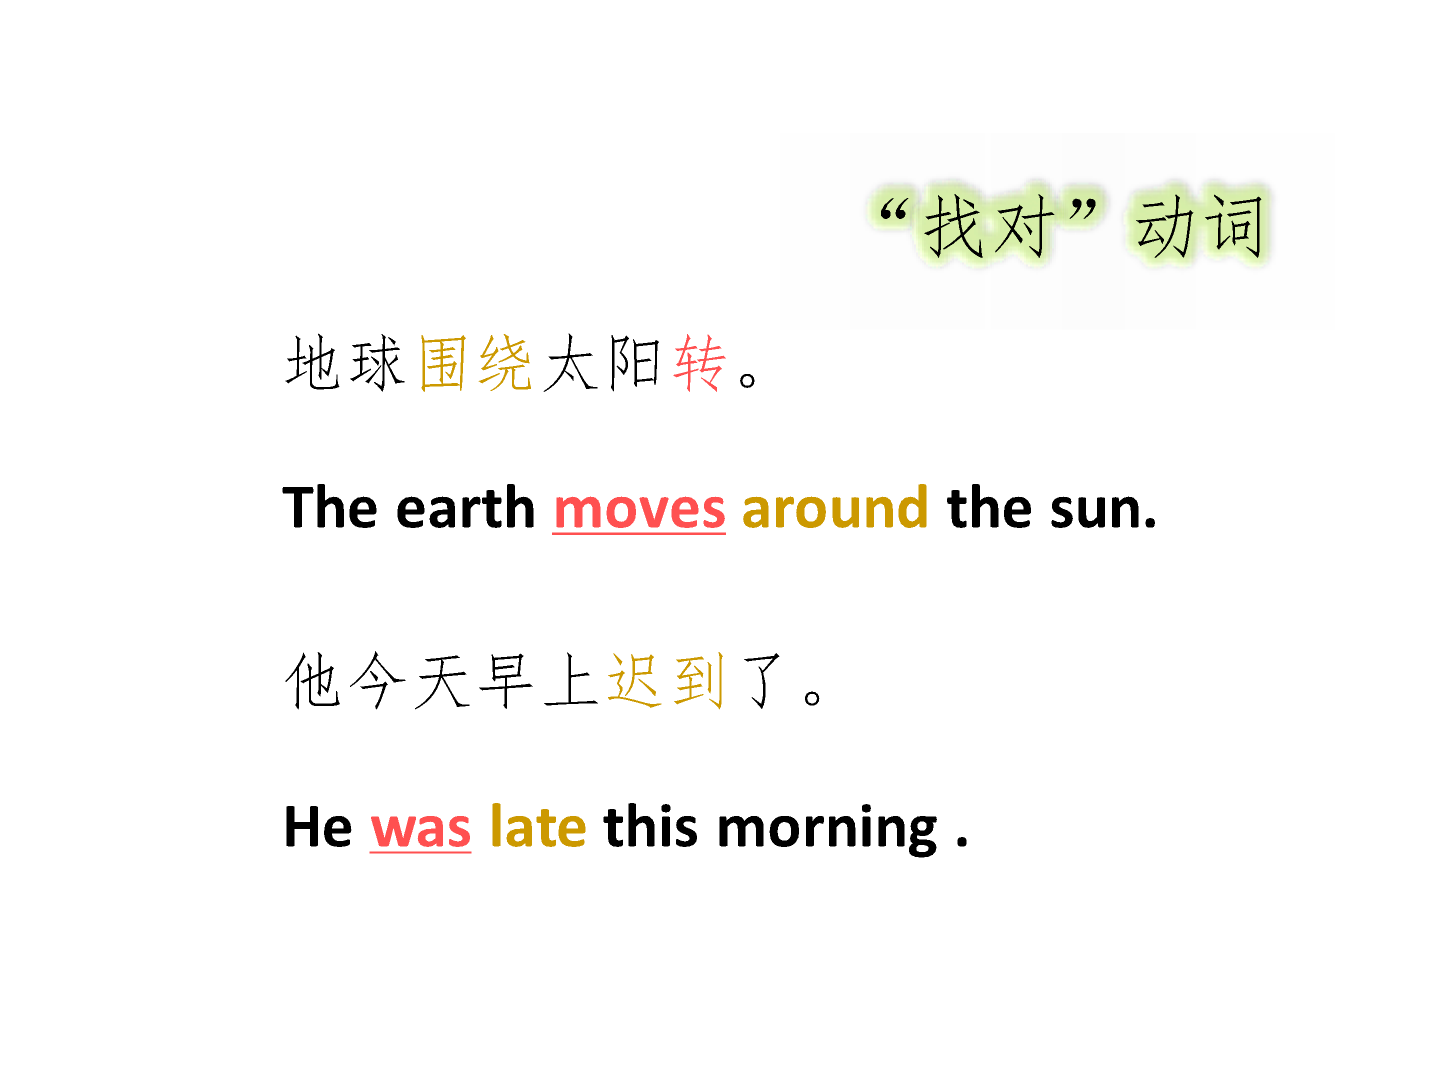 “找对”动词
地球围绕太阳转。
The earth moves around the sun.
他今天早上迟到了。
He was late this morning .